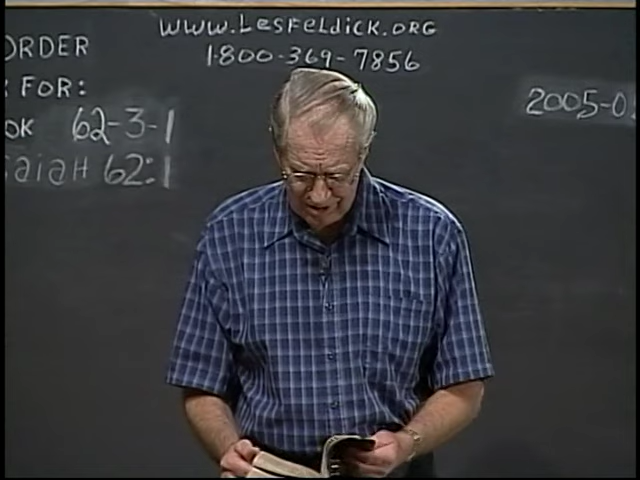 www.LesFeldick.org
1-800-369-7856
ORDER
FOR:
2005-0
OK 62-3-1
saiah 62:1